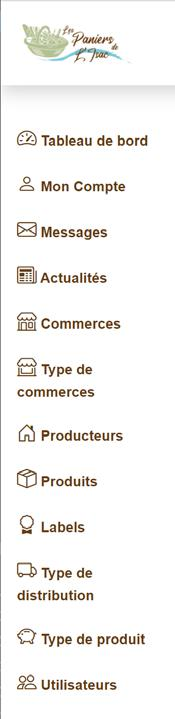 Les
Paniers
de
L'Isac
Tableau de bord
Mon Compte
Messages
Actualités
Commerces
Type de
commerces
Producteurs
Produits
Labels
Type de
distribution
Type de produit
Utilisateurs